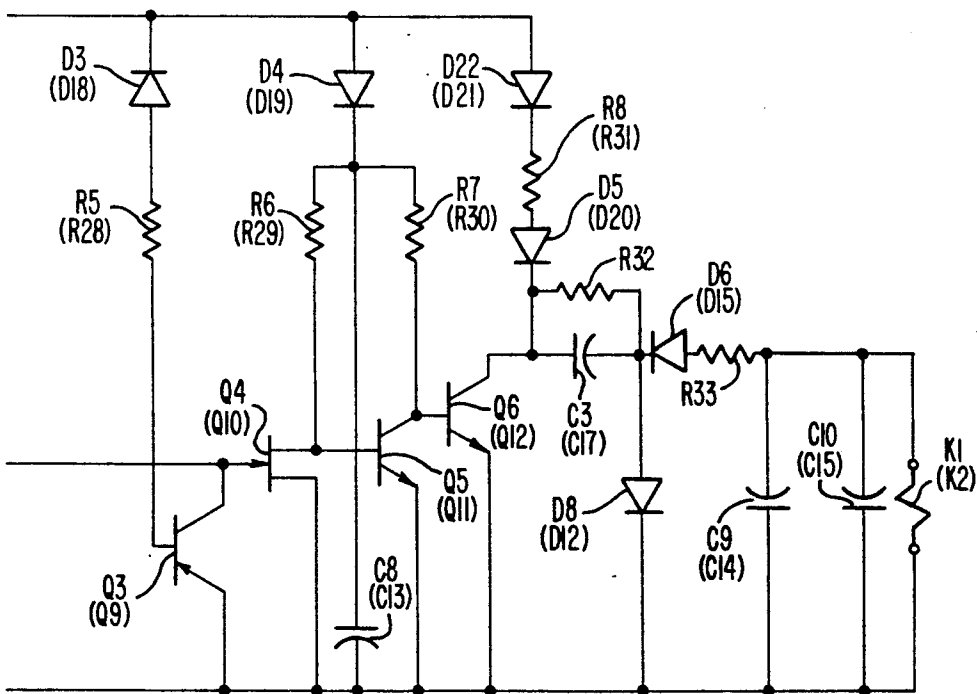 D3
(D18)
D4
(D19)
D22
(D21)
R8
(R31)
R5
(R28)
R6
(R29)
R7
(R30)
D5
(D20)
R32
D6
(D15)
R33
Q4
(Q10)
Q6
(Q12)
C3
(C17)
C10
(C15)
K1
(K2)
Q5
(Q11)
D8
(D12)
C9
(C14)
Q3
(Q9)
C8
(C13)